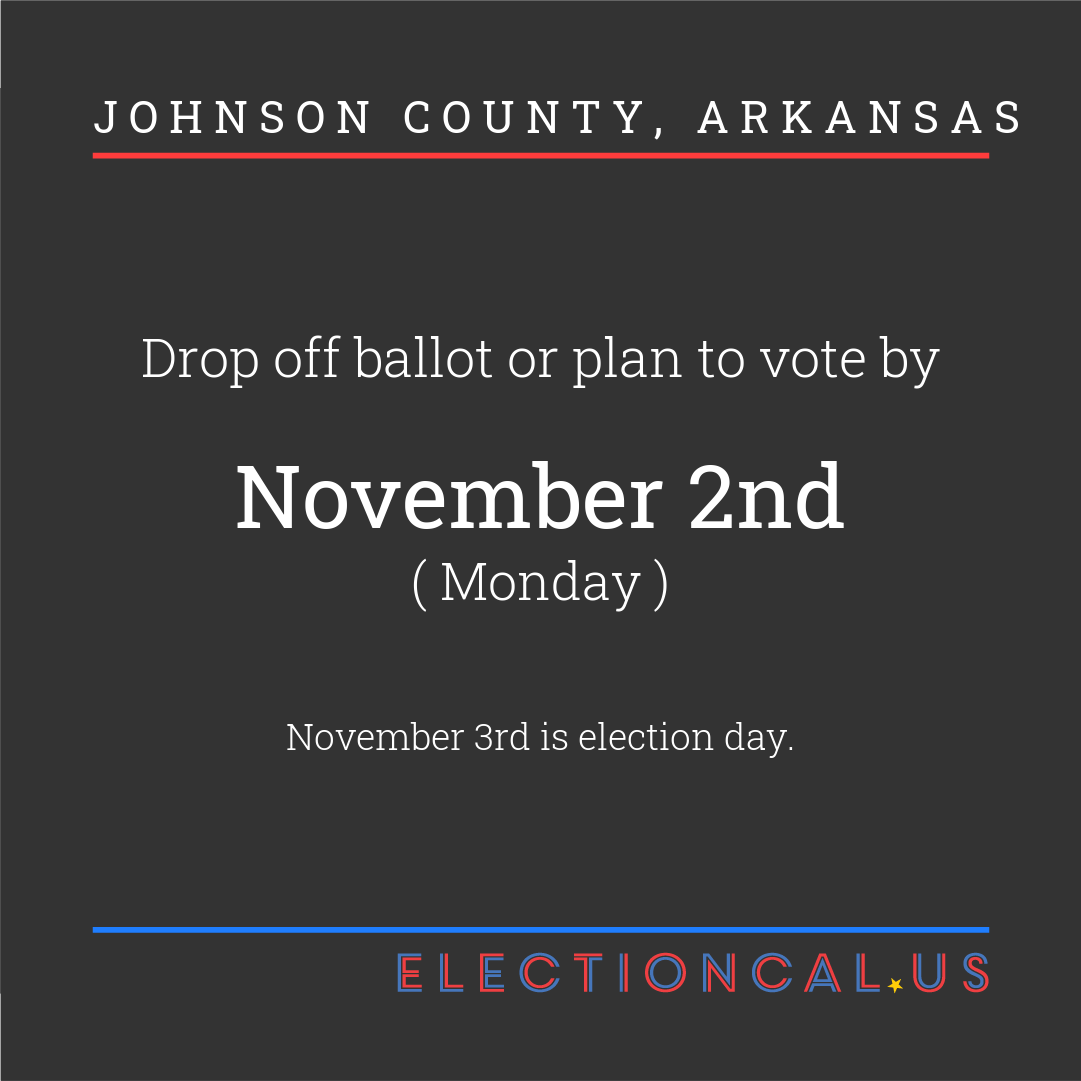 JOHNSON COUNTY, ARKANSAS
Drop off ballot or plan to vote by
November 2nd
( Monday )
November 3rd is election day.
ELECTIONCAL.US